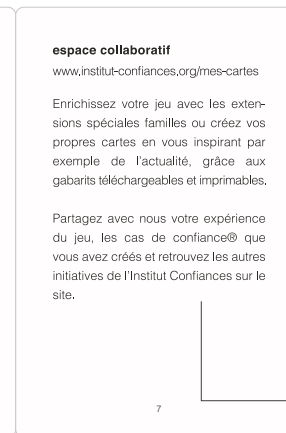 espace collaboratif
www.institut-confiances.org/mes-cartes
Enrichissez votre jeu avec les exten-
sions spéciales familles ou créez vos
propres cartes en vous inspirant par
exemple de l'actualité, grâce aux
gabarits téléchargeables et imprimables.
Partagez avec nous votre expérience
du jeu, les cas de confiance® que
vous avez créés et retrouvez les autres
initiatives de l'Institut Confiances sur le
site.
7